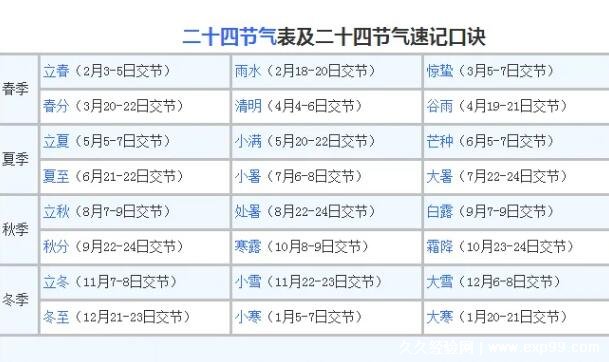 二十四节气表及二十四节气速记口诀
春季
立春（2月3-5日交节） 雨水（2月18-20日交节） 惊蛰（3月5-7日交节）
春分（3月20-22日交节） 清明（4月4-6日交节） 谷雨（4月19-21日交节）
夏季
立夏（5月5-7日交节） 小满（5月20-22日交节） 芒种（6月5-7日交节）
夏至（6月21-22日交节） 小暑（7月6-8日交节） 大暑（7月22-24日交节）
秋季
立秋（8月7-9日交节） 处暑（8月22-24日交节） 白露（9月7-9日交节）
秋分（9月22-24日交节） 寒露（10月8-9日交节） 霜降（10月23-24日交节）
冬季
立冬（11月7-8日交节） 小雪（11月22-23日交节） 大雪（12月6-8日交节）
冬至（12月21-23日交节） 小寒（1月5-7日交节） 大寒（1月20-21日交节）
久久经验网 www.exp99.com